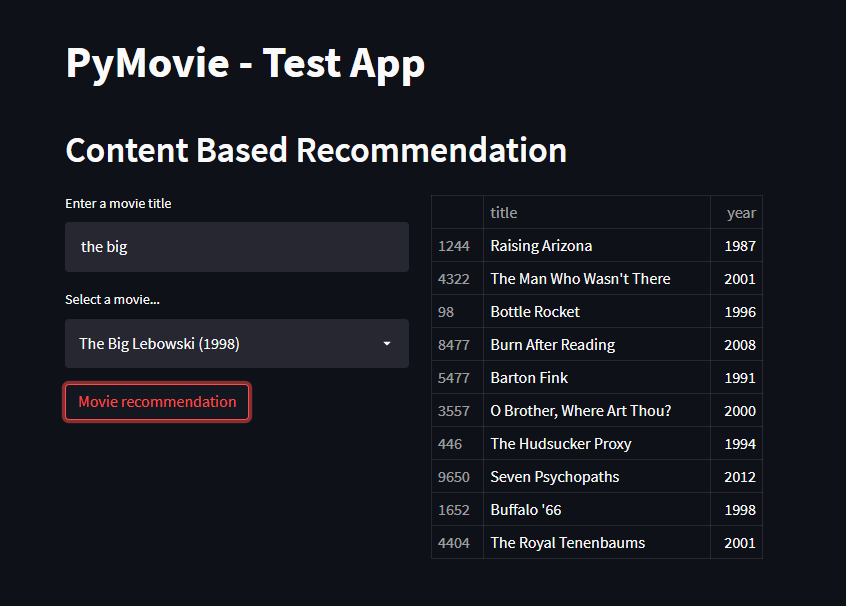 PyMovie - Test App
Content Based Recommendation
Enter a movie title
the big
Select a movie...
The Big Lebowski (1998)
Movie recommendation
title year
1244 Raising Arizona 1987
4322 The Man Who Wasn't There 2001
98 Bottle Rocket 1996
8477 Burn After Reading 2008
5477 Barton Fink 1991
3557 O Brother, Where Art Thou? 2000
446 The Hudsucker Proxy 1994
9650 Seven Psychopaths 2012
1652 Buffalo '66 1998
4404 The Royal Tenenbaums 2001